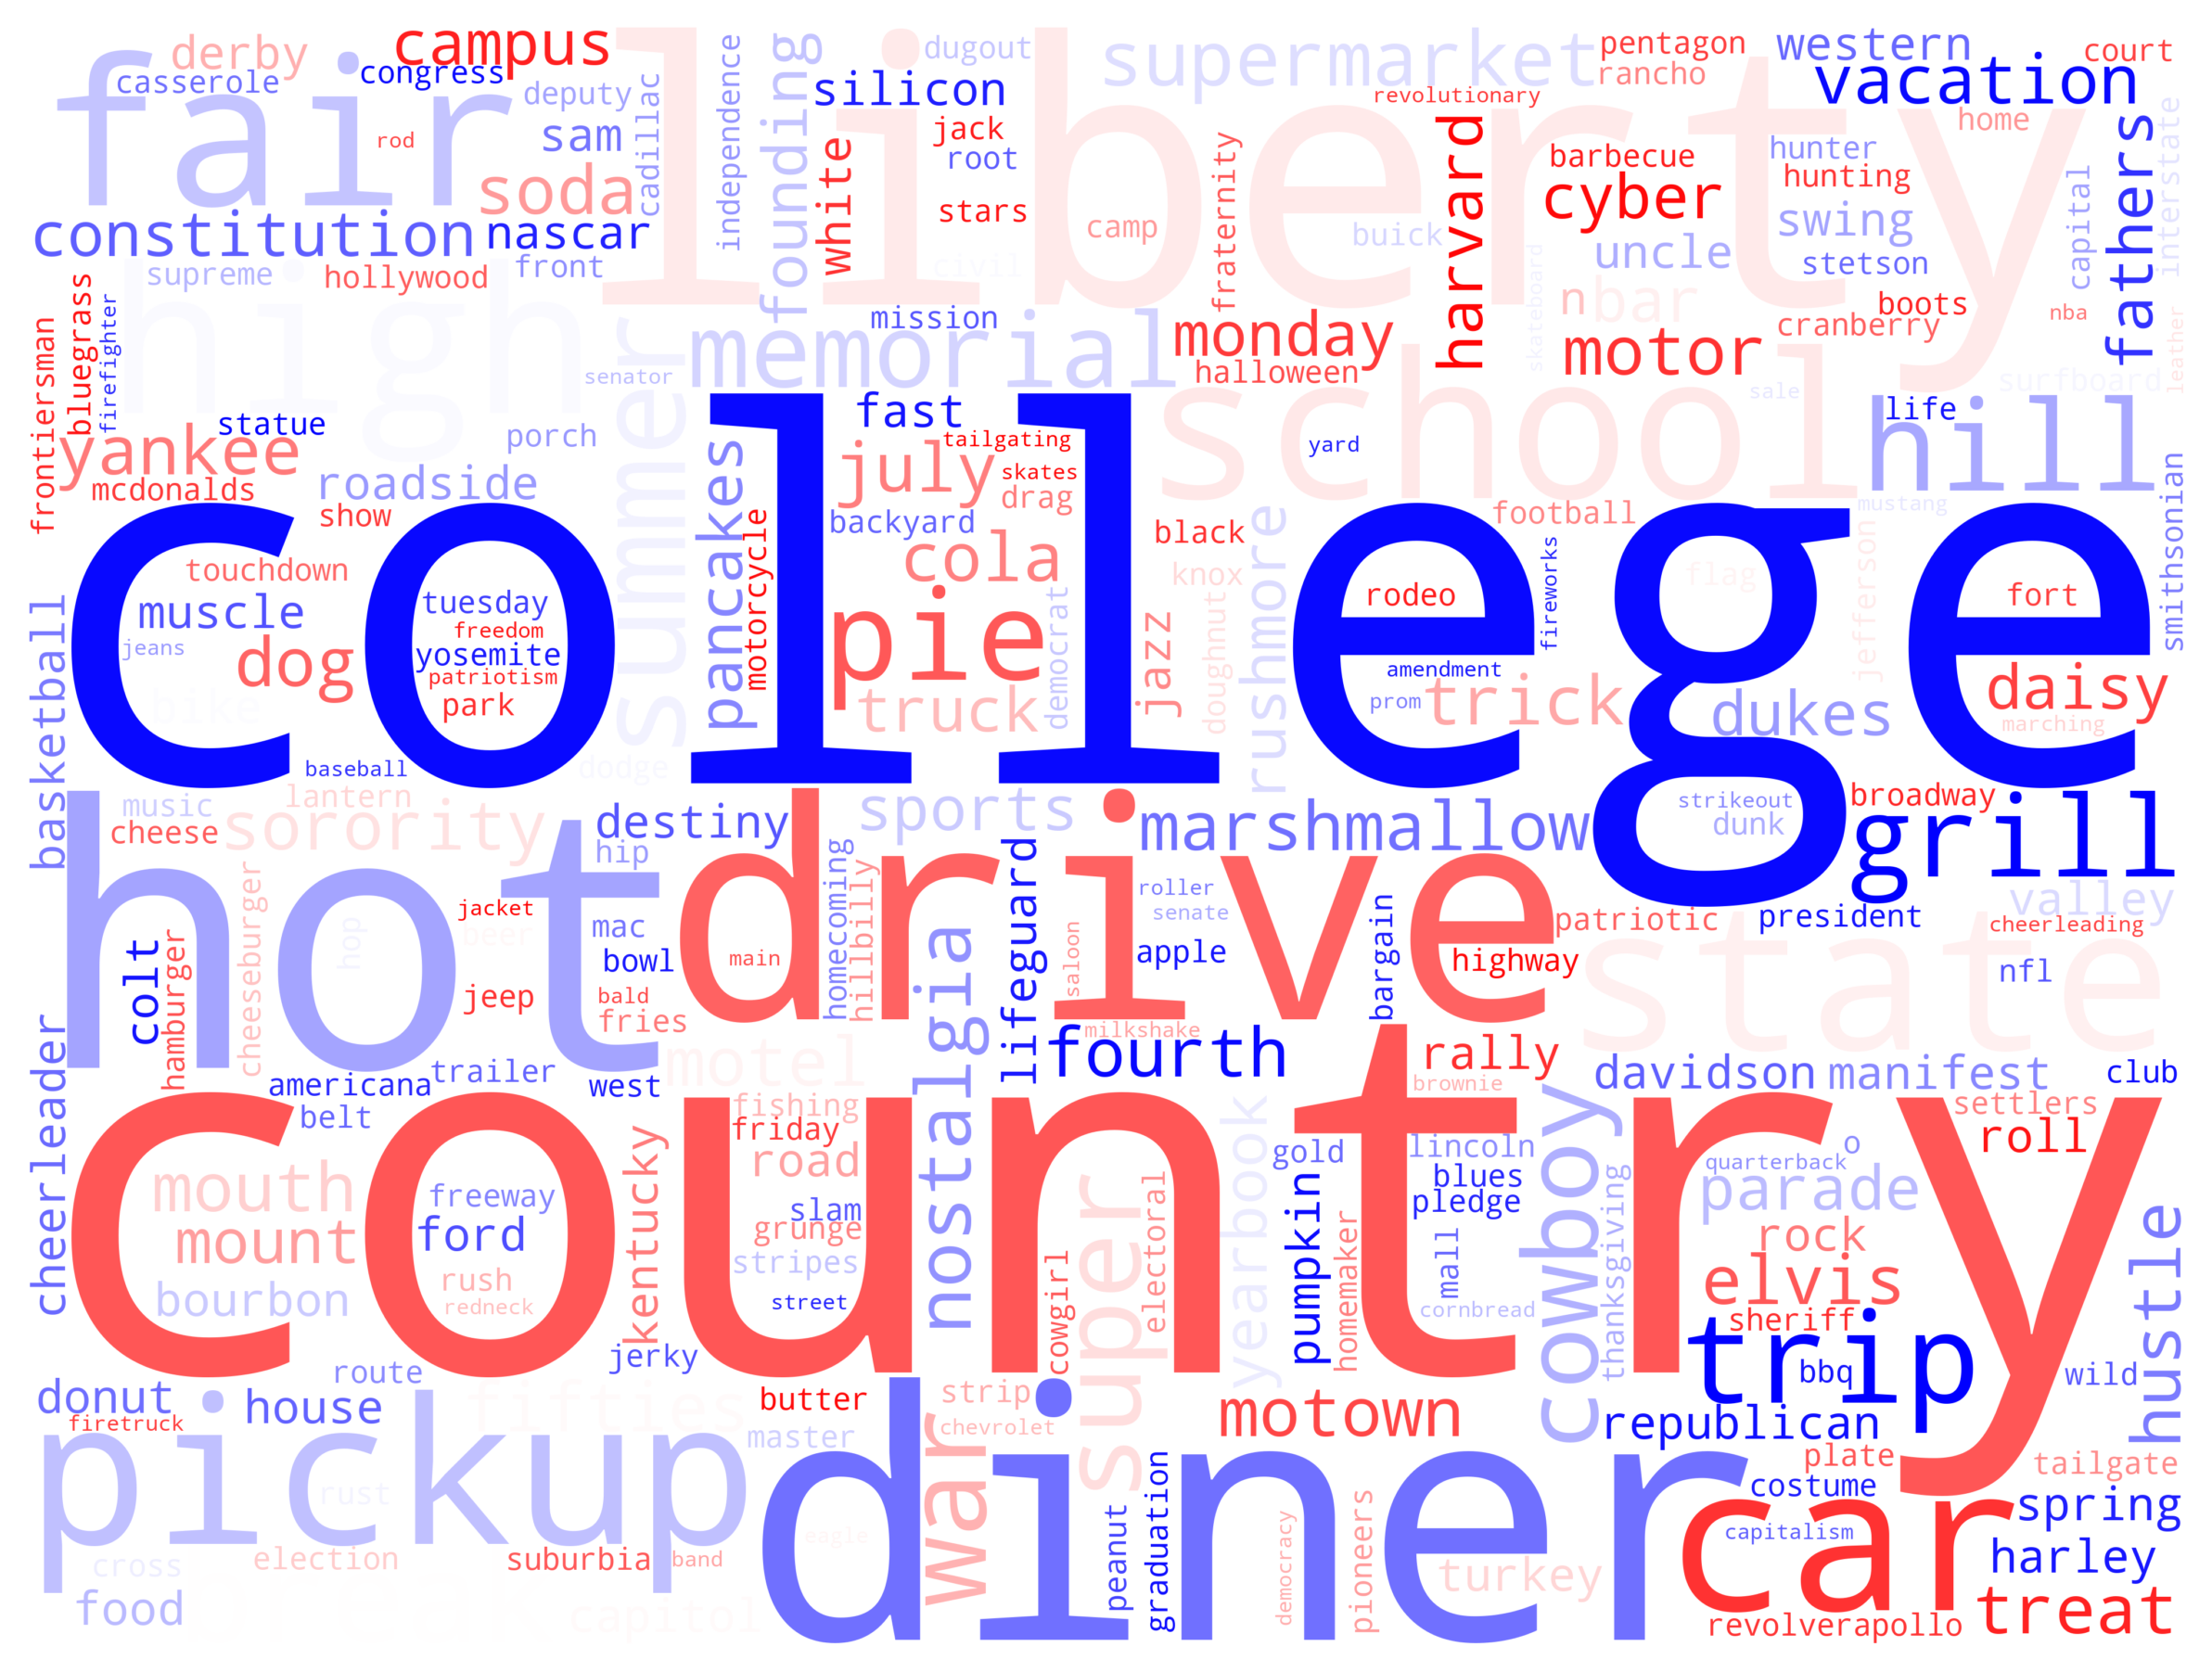 fair
liberty
derby
campus
casserole
congress
deputy
rod
sam
soda
cadillac
independence
founding
dugout
silicon
white
jack
root
stars
supermarket
revolutionary
pentagon
rancho
western
court
vacation
home
interstate
fathers
harvard
barbecue
cyber
hunter
hunting
swing
uncle
stetson
capital
fraternity
camp
buick
civil
skateboard
constitution
nascar
supreme
hollywood
front
high
summer
senator
memorial
mission
monday
halloween
n
bar
motor
boots
cranberry
nba
leather
surfboard
sale
school
hill
life
frontiersman
bluegrass
firefighter
statue
yankee
mcdonalds
roadside
porch
show
fast
tailgating
july
skates
drag
yard
backyard
pancakes
motorcycle
cola
black
football
rushmore
mustang
smithsonian
college
touchdown
muscle
tuesday
freedom
yosemite
patriotism
park
dog
jeans
bike
basketball
pie
truck
democrat
jazz
knox
doughnut
fireworks
rodeo
amendment
prom
trick
flag
jefferson
fort
daisy
dukes
marching
baseball
dodge
music
lantern
cheese
sorority
destiny
hip
sports
marshmallow
strikeout
dunk
broadway
grill
hot
drive
homecoming
hillbilly
lifeguard
roller
senate
apple
bargain
highway
patriotic
president
valley
cheerleading
nfl
state
cheeseburger
hop
jacket
beer
mac
bowl
main
saloon
colt
hamburger
jeep
bald
fries
nostalgia
milkshake
fourth
cheerleader
americana
trailer
west
belt
motel
rally
brownie
davidson
manifest
club
country
fishing
friday
road
yearbook
gold
lincoln
blues
pledge
cowboy
thanksgiving
quarterback
o
settlers
roll
mouth
mount
freeway
ford
kentucky
slam
grunge
stripes
super
electoral
pumpkin
homemaker
mall
parade
rock
elvis
hustle
bourbon
rush
redneck
street
cowgirl
cornbread
sheriff
trip
bbq
wild
jerky
route
donut
house
firetruck
pickup
fifties
butter
master
strip
chevrolet
war
motown
republican
plate
tailgate
costume
diner
car
spring
rust
eagle
peanut
graduation
democracy
pioneers
capitalism
harley
cross
election
suburbia
band
turkey
food
capitol
revolver
apollo
treat